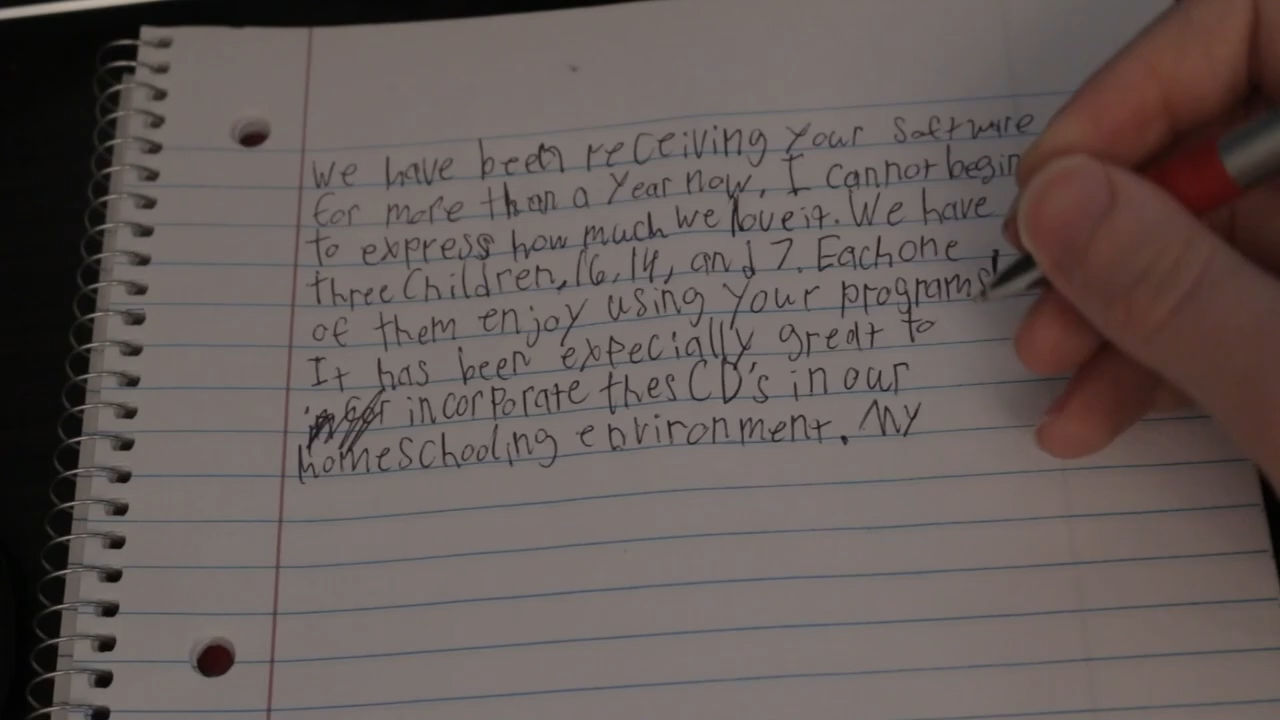 We have been receiving your software
for more than a year now. I cannot begin
to express how much we love it. We have
three children, 16, 14, and 7. Each one
of them enjoy using your programs!
It has been expecially great to
incorporate thes CD's in our
homeschooling environment. My